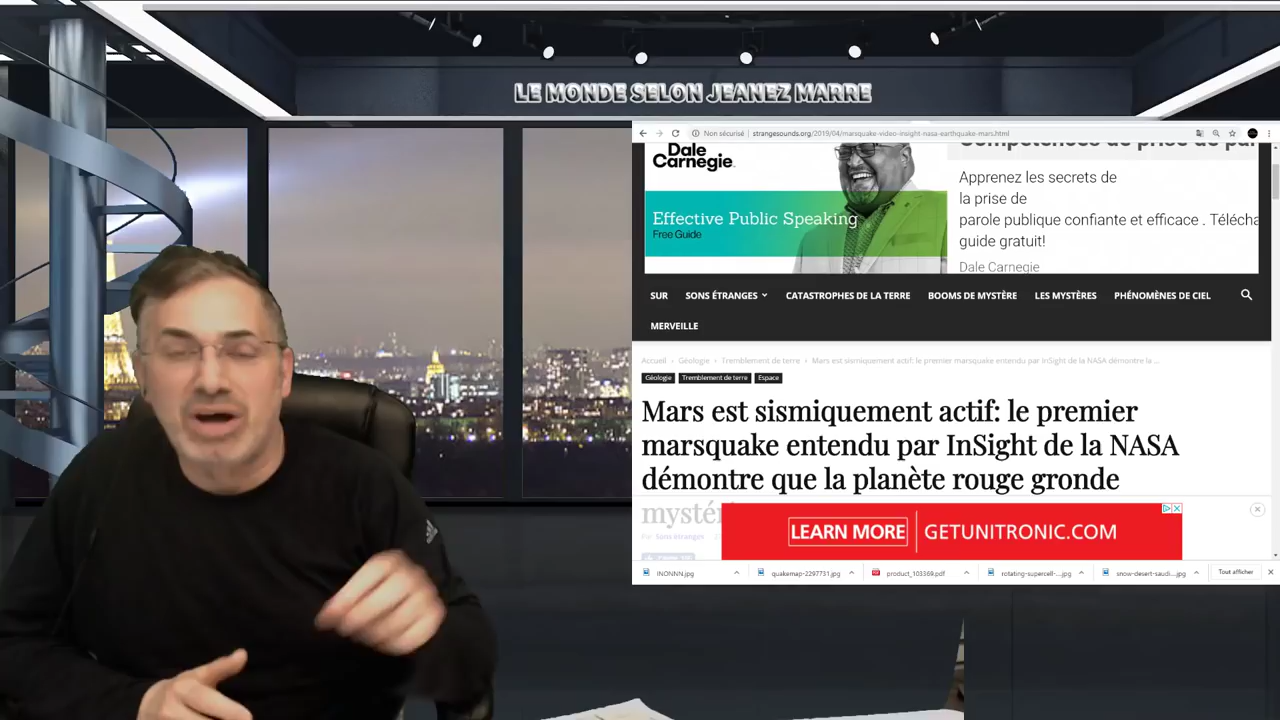 LE MONDE SELON JEANEZ MARRE
Non sécurisé | strangesounds.org/2019/04/marsquake-video-insight-nasa-earthquake-mars.html
Dale
Carnegie
Effective Public Speaking
Free Guide
Apprenez les secrets de
la prise de
parole publique confiante et efficace . Télécha
guide gratuit!
Dale Carnegie
SUR SONS ÉTRANGES CATASTROPHES DE LA TERRE BOOMS DE MYSTÈRE LES MYSTÈRES PHÉNOMÈNES DE CIEL
MERVEILLE
Accueil › Géologie › Tremblement de terre › Mars est sismiquement actif: le premier marsquake entendu par InSight de la NASA démontre la ...
Géologie Tremblement de terre Espace
Mars est sismiquement actif: le premier
marsquake entendu par InSight de la NASA
démontre que la planète rouge gronde
Par Sons étranges
LEARN MORE | GETUNITRONIC.COM
INONNN.jpg quakemap-2297731.jpg product_103369.pdf rotating-supercell-....jpg snow-desert-saudi....jpg Tout afficher